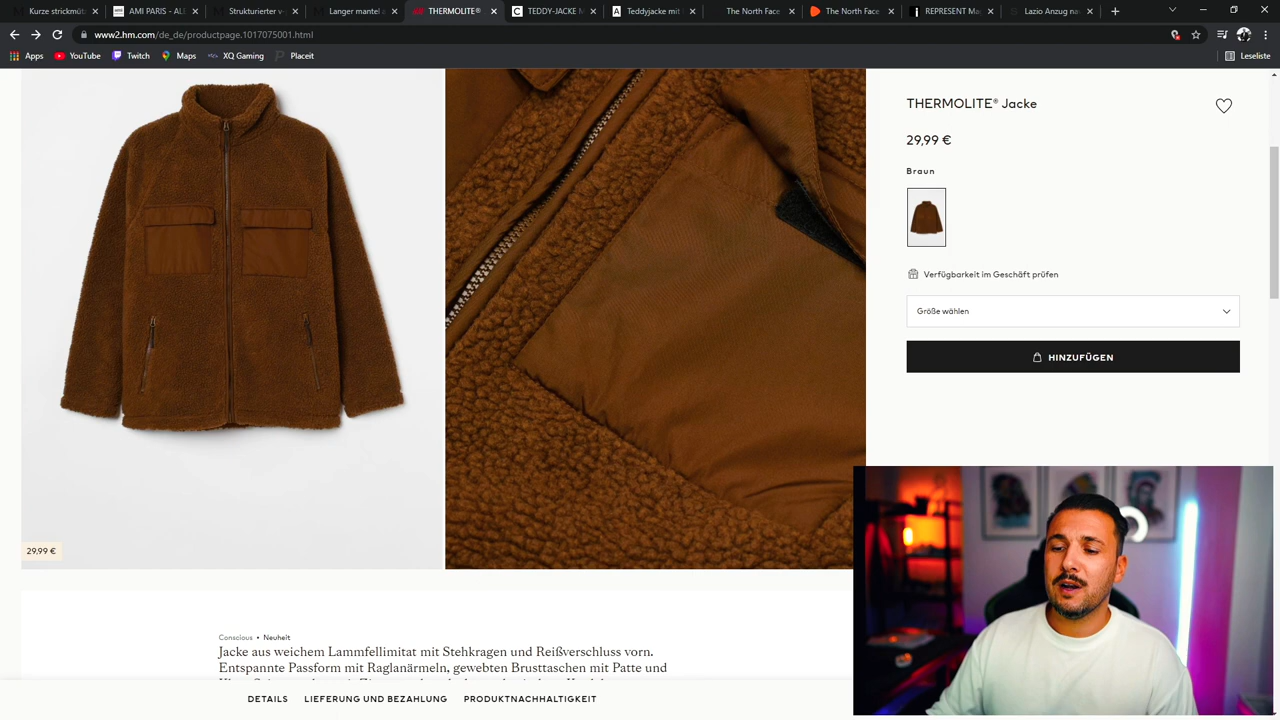 Kurze strickmütz
AMI PARIS - ALL
Strukturierter v-
Langer mantel a
THERMOLITE®
TEDDYJACKE M
Teddyjacke mit
The North Face
The North Face
REPRESENT Ma
Lazio Anzug na
www2.hm.com/de_de/productpage.1017075001.html
Apps
YouTube
Twitch
Maps
XQ Gaming
Placeit
Leseliste
THERMOLITE® Jacke
29,99 €
Braun
Verfügbarkeit im Geschäft prüfen
Größe wählen
HINZUFÜGEN
29,99 €
Conscious • Neuheit
Jacke aus weichem Lammfellimitat mit Stehkragen und Reißverschluss vorn.
Entspannte Passform mit Raglanärmeln, gewebten Brusttaschen mit Patte und
DETAILS LIEFERUNG UND BEZAHLUNG PRODUKTNACHHALTIGKEIT